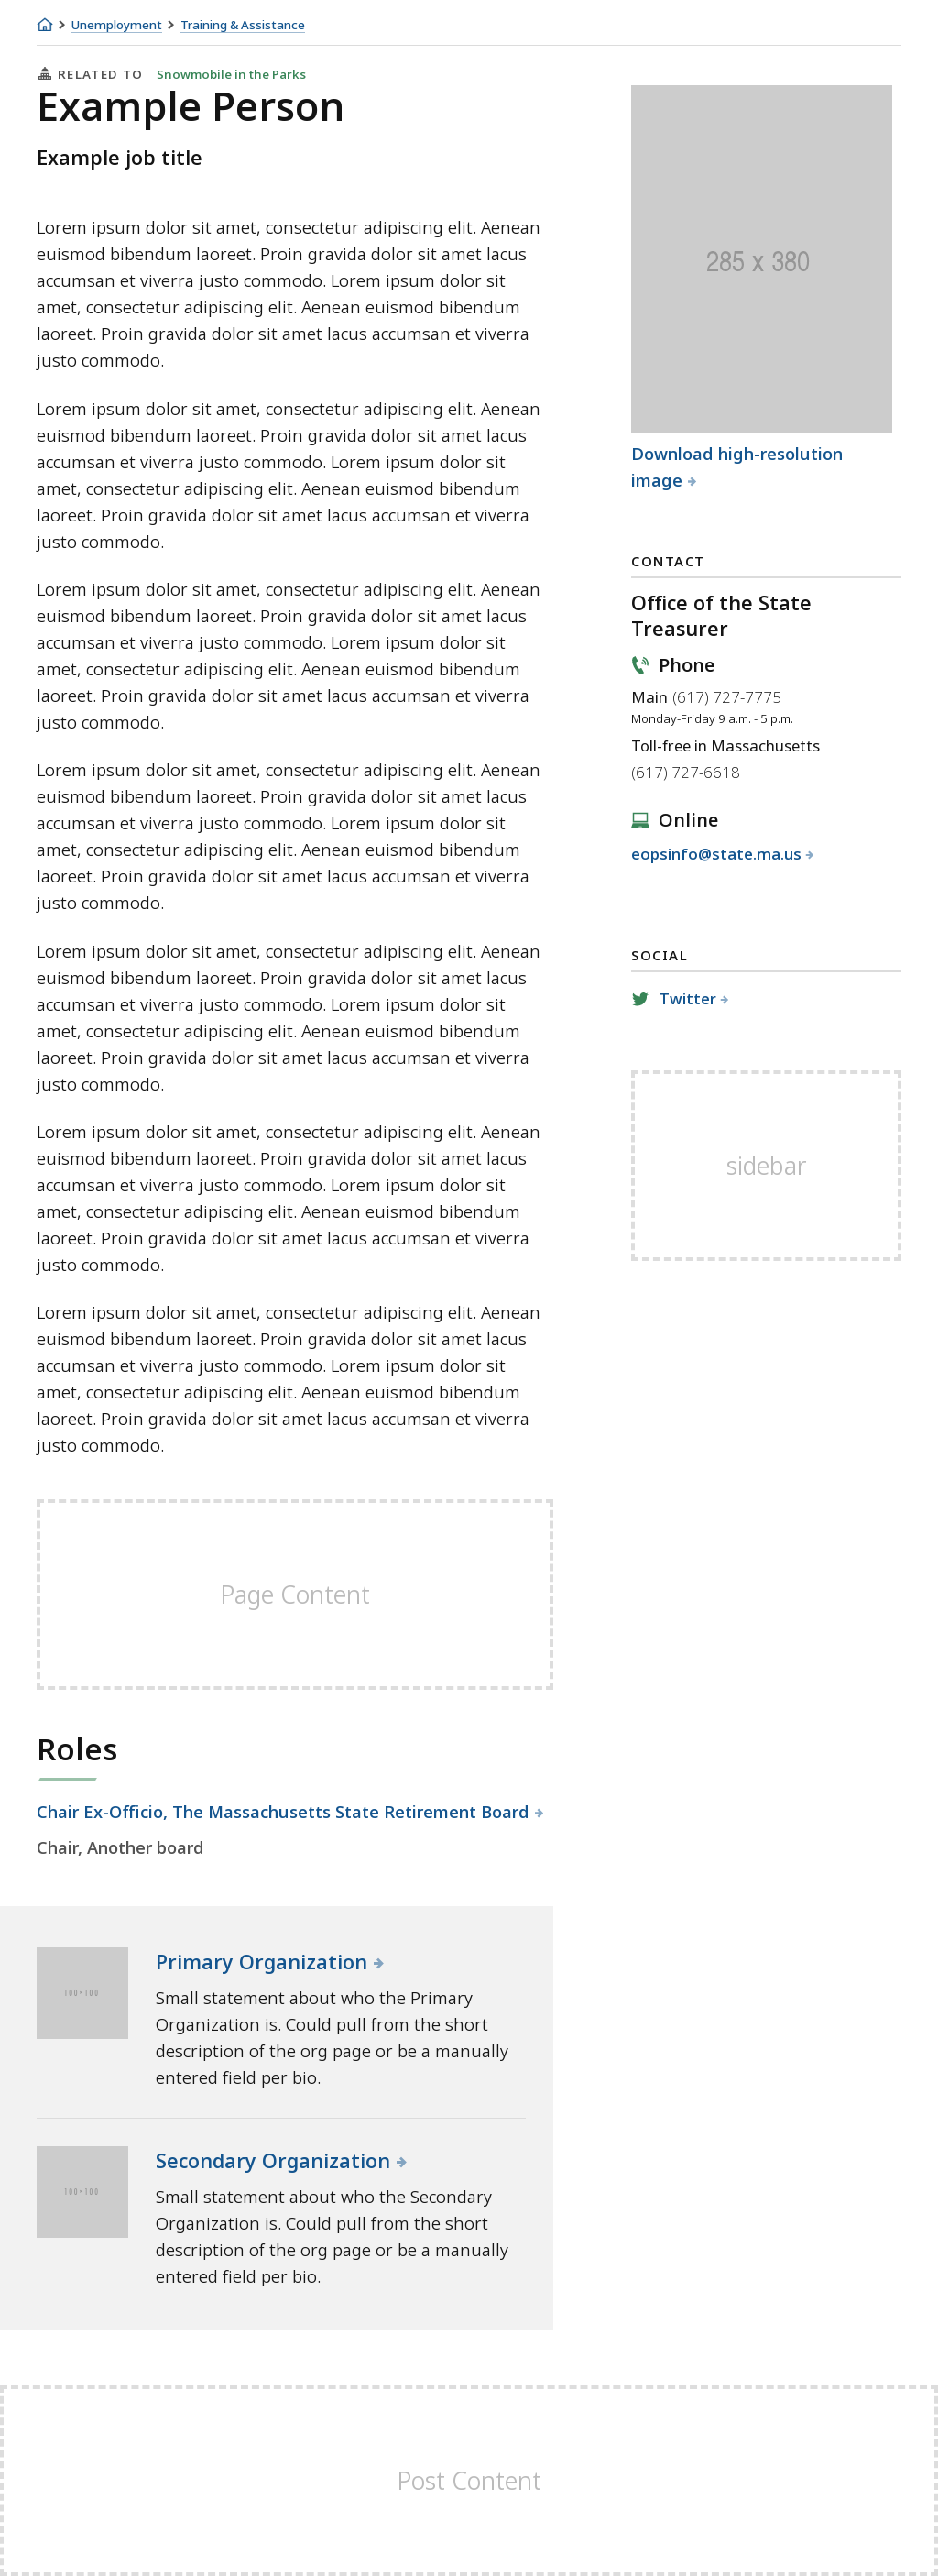 Unemployment Training & Assistance
RELATED TO Snowmobile in the Parks
Example Person
Example job title
Lorem ipsum dolor sit amet, consectetur adipiscing elit. Aenean
euismod bibendum laoreet. Proin gravida dolor sit amet lacus
accumsan et viverra justo commodo. Lorem ipsum dolor sit
amet, consectetur adipiscing elit. Aenean euismod bibendum
laoreet. Proin gravida dolor sit amet lacus accumsan et viverra
justo commodo.
Lorem ipsum dolor sit amet, consectetur adipiscing elit. Aenean
euismod bibendum laoreet. Proin gravida dolor sit amet lacus
accumsan et viverra justo commodo. Lorem ipsum dolor sit
amet, consectetur adipiscing elit. Aenean euismod bibendum
laoreet. Proin gravida dolor sit amet lacus accumsan et viverra
justo commodo.
Lorem ipsum dolor sit amet, consectetur adipiscing elit. Aenean
euismod bibendum laoreet. Proin gravida dolor sit amet lacus
accumsan et viverra justo commodo. Lorem ipsum dolor sit
amet, consectetur adipiscing elit. Aenean euismod bibendum
laoreet. Proin gravida dolor sit amet lacus accumsan et viverra
justo commodo.
Lorem ipsum dolor sit amet, consectetur adipiscing elit. Aenean
euismod bibendum laoreet. Proin gravida dolor sit amet lacus
accumsan et viverra justo commodo. Lorem ipsum dolor sit
amet, consectetur adipiscing elit. Aenean euismod bibendum
laoreet. Proin gravida dolor sit amet lacus accumsan et viverra
justo commodo.
Lorem ipsum dolor sit amet, consectetur adipiscing elit. Aenean
euismod bibendum laoreet. Proin gravida dolor sit amet lacus
accumsan et viverra justo commodo. Lorem ipsum dolor sit
amet, consectetur adipiscing elit. Aenean euismod bibendum
laoreet. Proin gravida dolor sit amet lacus accumsan et viverra
justo commodo.
Lorem ipsum dolor sit amet, consectetur adipiscing elit. Aenean
euismod bibendum laoreet. Proin gravida dolor sit amet lacus
accumsan et viverra justo commodo. Lorem ipsum dolor sit
amet, consectetur adipiscing elit. Aenean euismod bibendum
laoreet. Proin gravida dolor sit amet lacus accumsan et viverra
justo commodo.
Lorem ipsum dolor sit amet, consectetur adipiscing elit. Aenean
euismod bibendum laoreet. Proin gravida dolor sit amet lacus
accumsan et viverra justo commodo. Lorem ipsum dolor sit
amet, consectetur adipiscing elit. Aenean euismod bibendum
laoreet. Proin gravida dolor sit amet lacus accumsan et viverra
justo commodo.
Page Content
Roles
Chair Ex-Officio, The Massachusetts State Retirement Board
Chair, Another board
100×100
Primary Organization
Small statement about who the Primary
Organization is. Could pull from the short
description of the org page or be a manually
entered field per bio.
100×100
Secondary Organization
Small statement about who the Secondary
Organization is. Could pull from the short
description of the org page or be a manually
entered field per bio.
285 x 380
Download high-resolution
image
CONTACT
Office of the State
Treasurer
Phone
Main (617) 727-7775
Monday-Friday 9 a.m. - 5 p.m.
Toll-free in Massachusetts
(617) 727-6618
Online
eopsinfo@state.ma.us
SOCIAL
Twitter
sidebar
Post Content